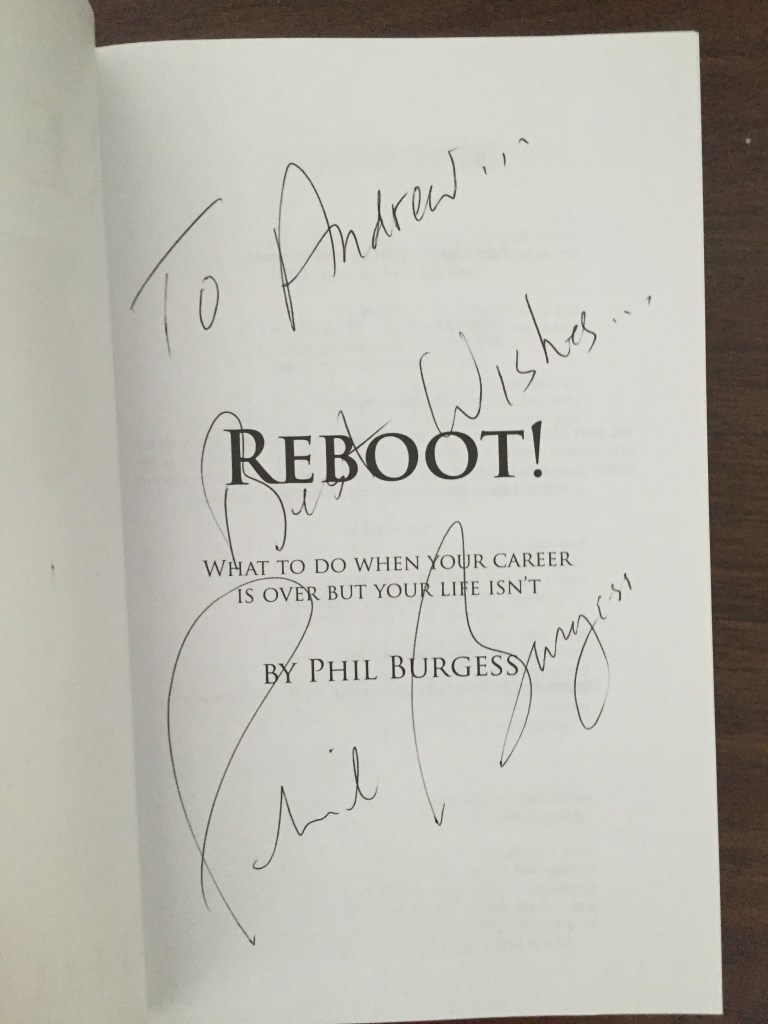 To Andrew...
Best Wishes...
REBOOT!
WHAT TO DO WHEN YOUR CAREER
IS OVER BUT YOUR LIFE ISN'T
BY PHIL BURGESS
Phil Burgess